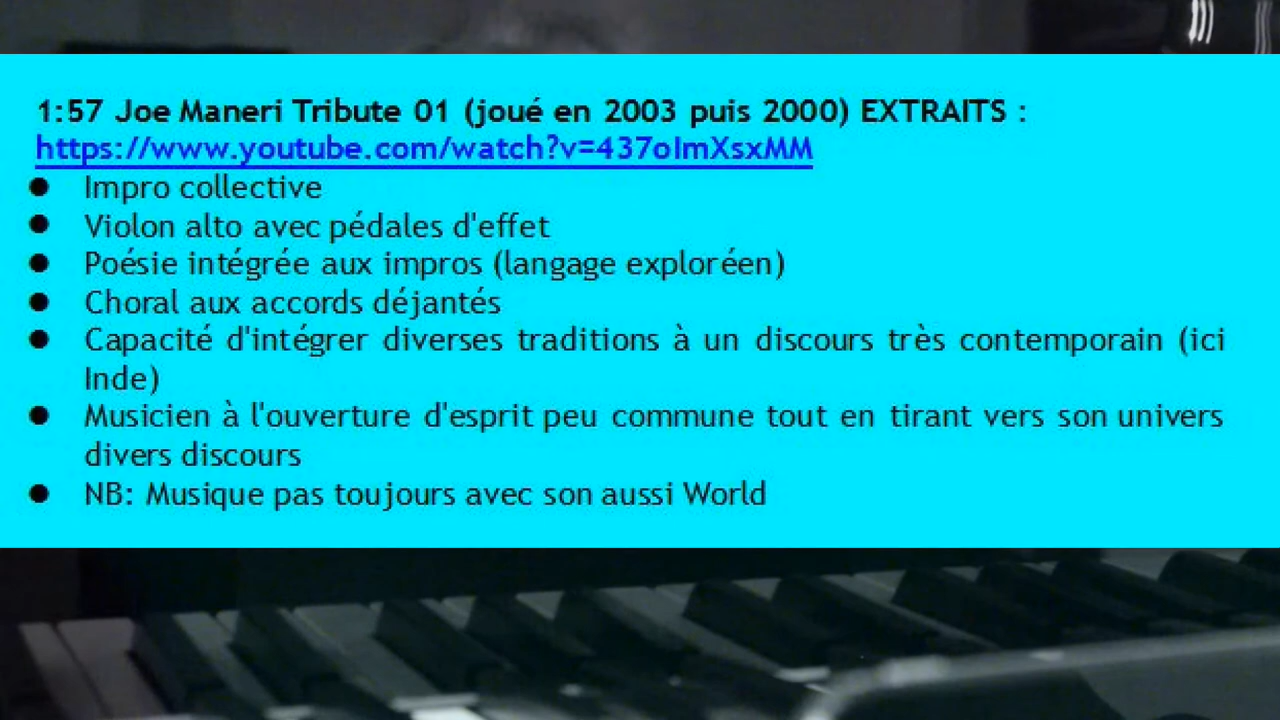 1:57 Joe Maneri Tribute 01 (joué en 2003 puis 2000) EXTRAITS :
https://www.youtube.com/watch?v=437oImXsxMM
● Impro collective
● Violon alto avec pédales d'effet
● Poésie intégrée aux impros (langage exploréen)
● Choral aux accords déjantés
● Capacité d'intégrer diverses traditions à un discours très contemporain (ici
Inde)
● Musicien à l'ouverture d'esprit peu commune tout en tirant vers son univers
divers discours
● NB: Musique pas toujours avec son aussi World